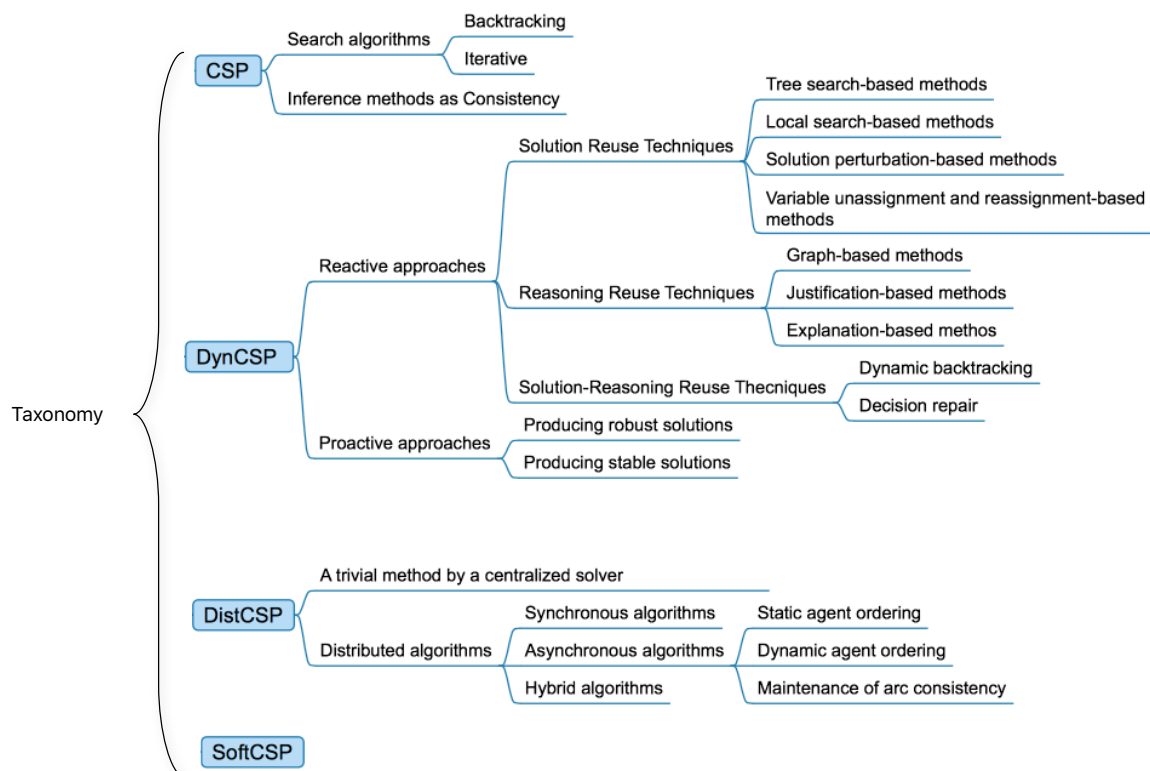 Taxonomy
CSP
Search algorithms
Backtracking
Iterative
Inference methods as Consistency
DynCSP
Reactive approaches
Solution Reuse Techniques
Tree search-based methods
Local search-based methods
Solution perturbation-based methods
Variable unassignment and reassignment-based
methods
Reasoning Reuse Techniques
Graph-based methods
Justification-based methods
Explanation-based methos
Solution-Reasoning Reuse Thecniques
Dynamic backtracking
Decision repair
Proactive approaches
Producing robust solutions
Producing stable solutions
DistCSP
A trivial method by a centralized solver
Distributed algorithms
Synchronous algorithms
Asynchronous algorithms
Static agent ordering
Dynamic agent ordering
Maintenance of arc consistency
Hybrid algorithms
SoftCSP